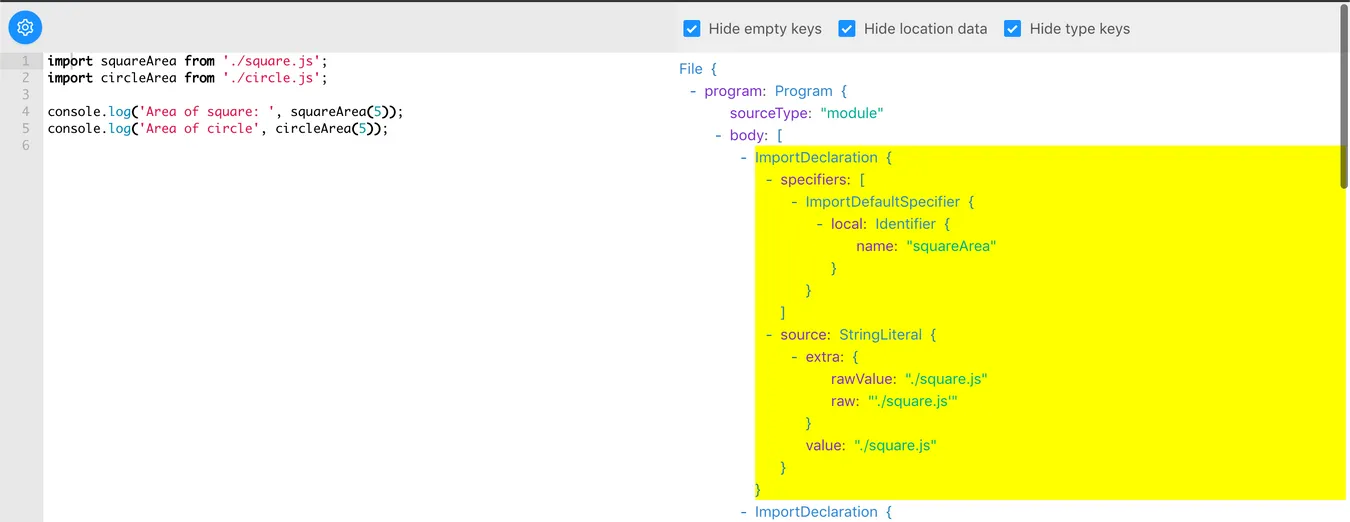 Hide empty keys Hide location data Hide type keys
1 import squareArea from './square.js';
2 import circleArea from './circle.js';
3
4 console.log('Area of square: ', squareArea(5));
5 console.log('Area of circle', circleArea(5));
6
File {
- program: Program {
sourceType: "module"
- body: [
- ImportDeclaration {
- specifiers: [
- ImportDefaultSpecifier {
- local: Identifier {
name: "squareArea"
}
}
]
- source: StringLiteral {
- extra: {
rawValue: "./square.js"
raw: "'./square.js'"
}
value: "./square.js"
}
}
- ImportDeclaration {